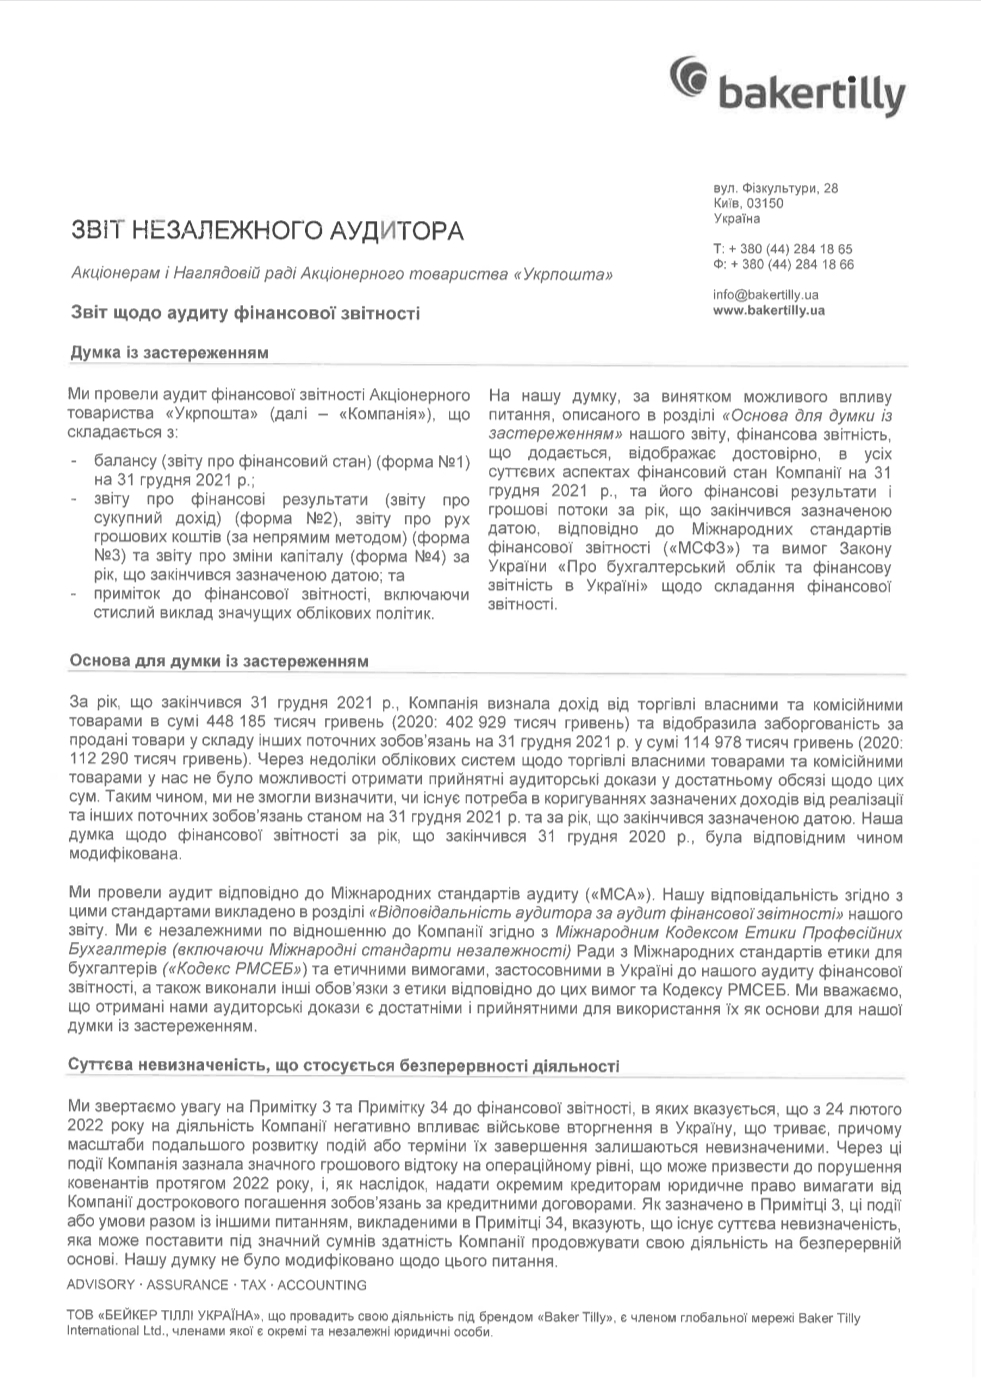 bakertilly
вул. Фізкультури, 28
Київ, 03150
Україна
Т: + 380 (44) 284 18 65
Ф: + 380 (44) 284 18 66
info@bakertilly.ua
www.bakertilly.ua
ЗВІТ НЕЗАЛЕЖНОГО АУДИТОРА
Акціонерам і Наглядовій раді Акціонерного товариства «Укрпошта»
Звіт щодо аудиту фінансової звітності
Думка із застереженням
Ми провели аудит фінансової звітності Акціонерного
товариства «Укрпошта» (далі – «Компанія»), що
складається з:
- балансу (звіту про фінансовий стан) (форма №1)
на 31 грудня 2021 р.;
- звіту про фінансові результати (звіту про
сукупний дохід) (форма №2), звіту про рух
грошових коштів (за непрямим методом) (форма
№3) та звіту про зміни капіталу (форма №4) за
рік, що закінчився зазначеною датою; та
- приміток до фінансової звітності, включаючи
стислий виклад значущих облікових політик.
На нашу думку, за винятком можливого впливу
питання, описаного в розділі «Основа для думки із
застереженням» нашого звіту, фінансова звітність,
що додається, відображає достовірно, в усіх
суттєвих аспектах фінансовий стан Компанії на 31
грудня 2021 р., та його фінансові результати і
грошові потоки за рік, що закінчився зазначеною
датою, відповідно до Міжнародних стандартів
фінансової звітності («МСФЗ») та вимог Закону
України «Про бухгалтерський облік та фінансову
звітність в Україні» щодо складання фінансової
звітності.
Основа для думки із застереженням
За рік, що закінчився 31 грудня 2021 р., Компанія визнала дохід від торгівлі власними та комісійними
товарами в сумі 448 185 тисяч гривень (2020: 402 929 тисяч гривень) та відобразила заборгованість за
продані товари у складу інших поточних зобов’язань на 31 грудня 2021 р. у сумі 114 978 тисяч гривень (2020:
112 290 тисяч гривень). Через недоліки облікових систем щодо торгівлі власними товарами та комісійними
товарами у нас не було можливості отримати прийнятні аудиторські докази у достатньому обсязі щодо цих
сум. Таким чином, ми не змогли визначити, чи існує потреба в коригуваннях зазначених доходів від реалізації
та інших поточних зобов’язань станом на 31 грудня 2021 р. та за рік, що закінчився зазначеною датою. Наша
думка щодо фінансової звітності за рік, що закінчився 31 грудня 2020 р., була відповідним чином
модифікована.
Ми провели аудит відповідно до Міжнародних стандартів аудиту («МСА»). Нашу відповідальність згідно з
цими стандартами викладено в розділі «Відповідальність аудитора за аудит фінансової звітності» нашого
звіту. Ми є незалежними по відношенню до Компанії згідно з Міжнародним Кодексом Етики Професійних
Бухгалтерів (включаючи Міжнародні стандарти незалежності) Ради з Міжнародних стандартів етики для
бухгалтерів («Кодекс РМСЕБ») та етичними вимогами, застосовними в Україні до нашого аудиту фінансової
звітності, а також виконали інші обов’язки з етики відповідно до цих вимог та Кодексу РМСЕБ. Ми вважаємо,
що отримані нами аудиторські докази є достатніми і прийнятними для використання їх як основи для нашої
думки із застереженням.
Суттєва невизначеність, що стосується безперервності діяльності
Ми звертаємо увагу на Примітку 3 та Примітку 34 до фінансової звітності, в яких вказується, що з 24 лютого
2022 року на діяльність Компанії негативно впливає військове вторгнення в Україну, що триває, причому
масштаби подальшого розвитку подій або терміни їх завершення залишаються невизначеними. Через ці
події Компанія зазнала значного грошового відтоку на операційному рівні, що може призвести до порушення
ковенантів протягом 2022 року, і, як наслідок, надати окремим кредиторам юридичне право вимагати від
Компанії дострокового погашення зобов’язань за кредитними договорами. Як зазначено в Примітці 3, ці події
або умови разом із іншими питанням, викладеними в Примітці 34, вказують, що існує суттєва невизначеність,
яка може поставити під значний сумнів здатність Компанії продовжувати свою діяльність на безперервній
основі. Нашу думку не було модифіковано щодо цього питання.
ADVISORY · ASSURANCE · TAX · ACCOUNTING
ТОВ «БЕЙКЕР ТІЛЛІ УКРАЇНА», що провадить свою діяльність під брендом «Baker Tilly», є членом глобальної мережі Baker Tilly
International Ltd., членами якої є окремі та незалежні юридичні особи.